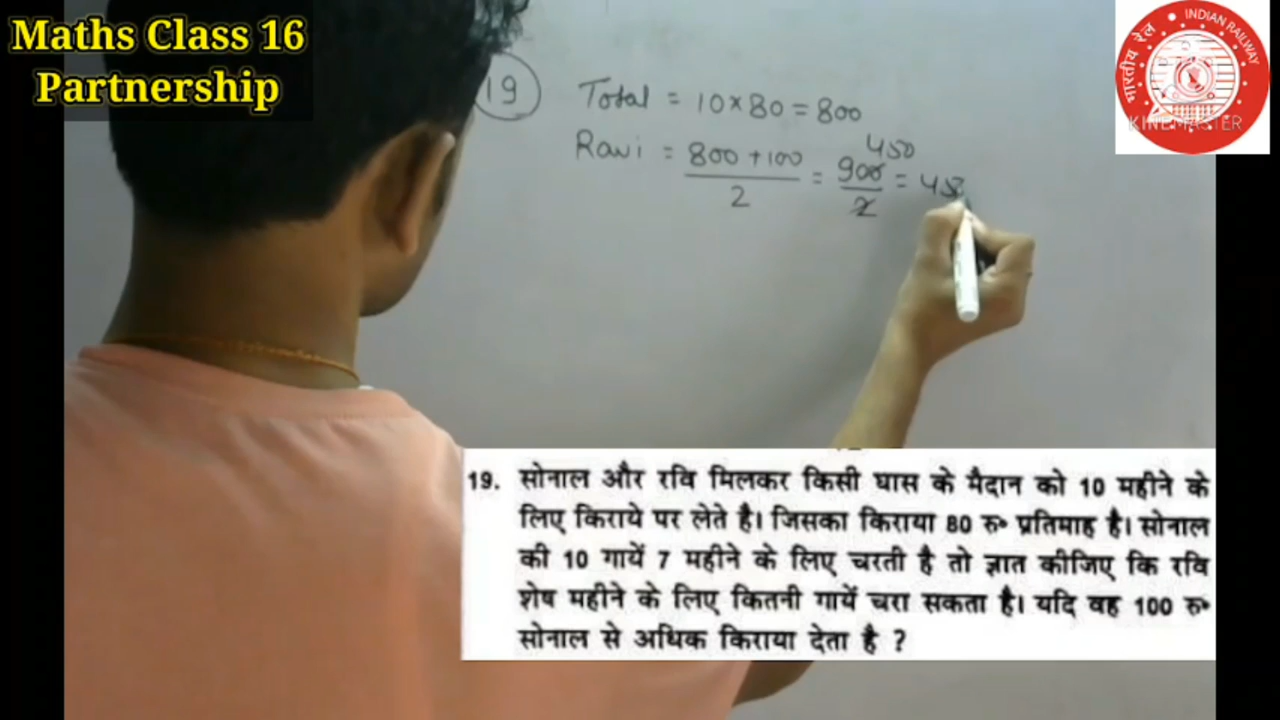 Maths Class 16
Partnership
भारतीय रेल INDIAN RAILWAY
KINEMASTER
19 Total = 10×80 = 800
Ravi = 800 + 100 / 2 = 900 / 2 450 = 450
19. सोनाल और रवि मिलकर किसी घास के मैदान को 10 महीने के
लिए किराये पर लेते है। जिसका किराया 80 रु॰ प्रतिमाह है। सोनाल
की 10 गायें 7 महीने के लिए चरती है तो ज्ञात कीजिए कि रवि
शेष महीने के लिए कितनी गायें चरा सकता है। यदि वह 100 रु॰
सोनाल से अधिक किराया देता है ?